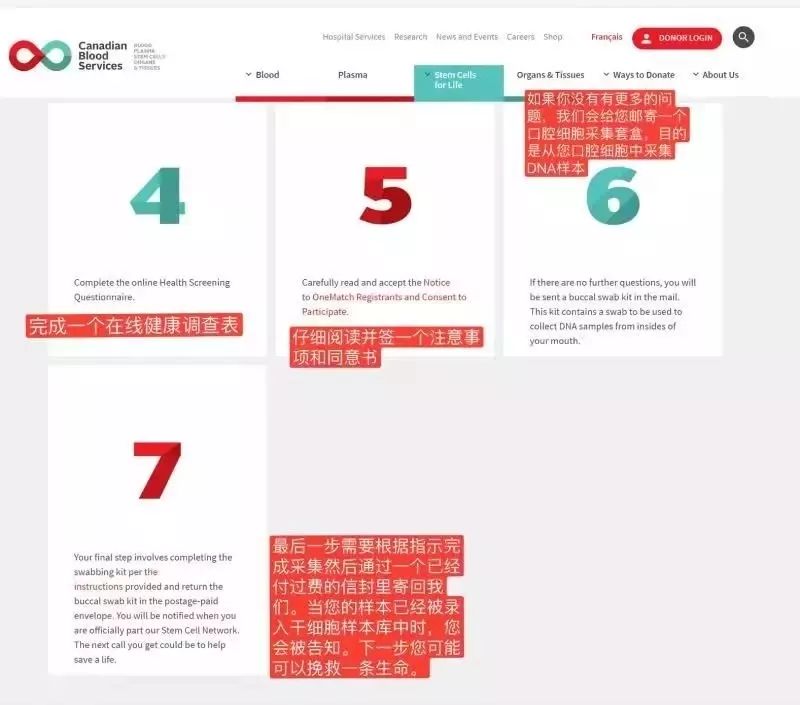 Hospital Services Research News and Events Careers Shop Français DONOR LOGIN
Canadian
Blood
Services
BLOOD
PLASMA
STEM CELLS
ORGANS
& TISSUES
Blood Plasma Stem Cells for Life Organs & Tissues Ways to Donate About Us
如果你没有有更多的问
题，我们会给您邮寄一个
口腔细胞采集套盒，目的
是从您口腔细胞中采集
DNA样本
4
Complete the online Health Screening
Questionnaire.
完成一个在线健康调查表
5
Carefully read and accept the Notice
to OneMatch Registrants and Consent to
Participate.
仔细阅读并签一个注意事
项和同意书
6
If there are no further questions, you will
be sent a buccal swab kit in the mail.
This kit contains a swab to be used to
collect DNA samples from insides of
your mouth.
7
Your final step involves completing the
swabbing kit per the
instructions provided and return the
buccal swab kit in the postage-paid
envelope. You will be notified when you
are officially part our Stem Cell Network.
The next call you get could be to help
save a life.
最后一步需要根据指示完
成采集然后通过一个已经
付过费的信封里寄回我
们。当您的样本已经被录
入干细胞样本库中时，您
会被告知。下一步您可能
可以挽救一条生命。